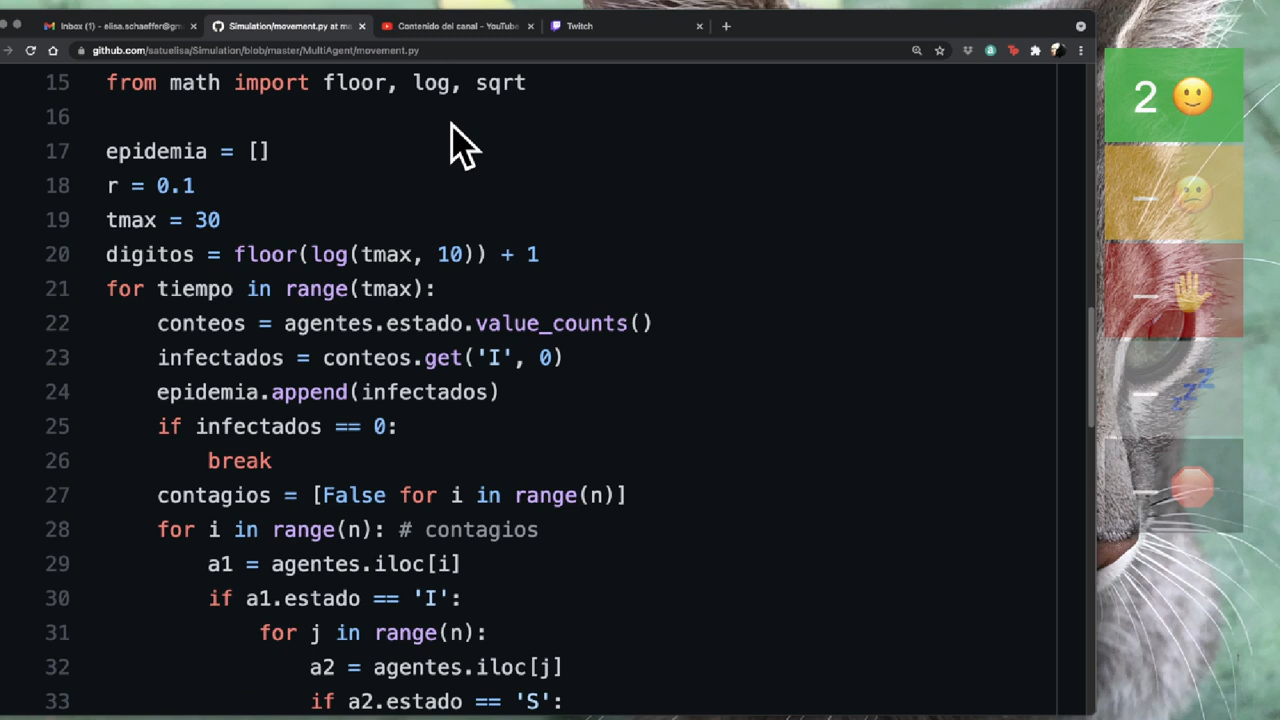 Inbox (1) - elisa.schaeffer@gm
Simulation/movement.py at ma
Contenido del canal - YouTube
Twitch
github.com/satuelisa/Simulation/blob/master/MultiAgent/movement.py
15 from math import floor, log, sqrt
16
17 epidemia = []
18 r = 0.1
19 tmax = 30
20 digitos = floor(log(tmax, 10)) + 1
21 for tiempo in range(tmax):
22 conteos = agentes.estado.value_counts()
23 infectados = conteos.get('I', 0)
24 epidemia.append(infectados)
25 if infectados == 0:
26 break
27 contagios = [False for i in range(n)]
28 for i in range(n): # contagios
29 a1 = agentes.iloc[i]
30 if a1.estado == 'I':
31 for j in range(n):
32 a2 = agentes.iloc[j]
33 if a2.estado == 'S':
2